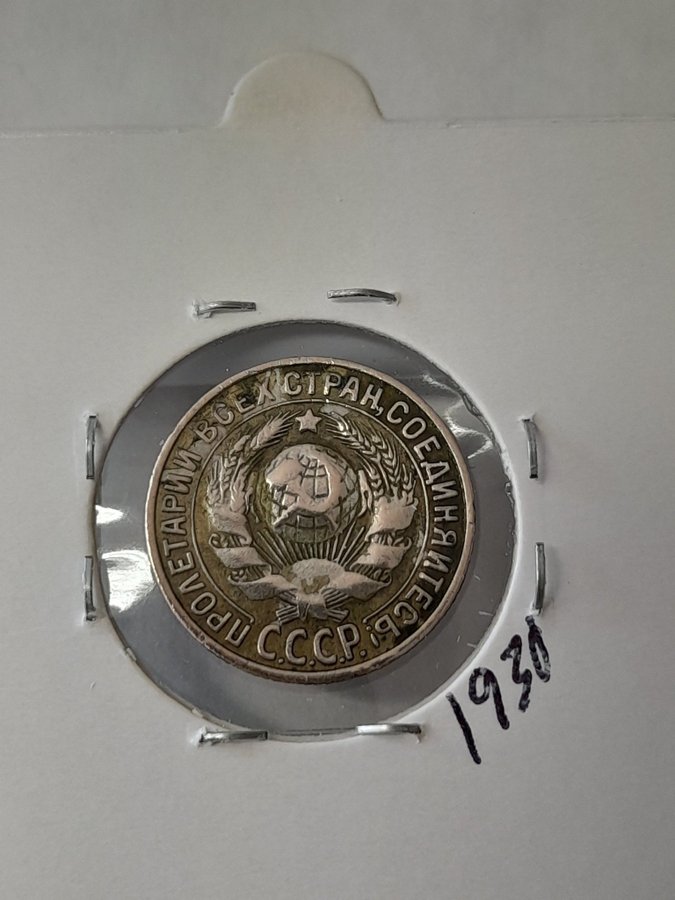 ПРОЛЕТАРИИ ВСЕХ СТРАН, СОЕДИНЯЙТЕСЬ!
С.С.С.Р.
1930